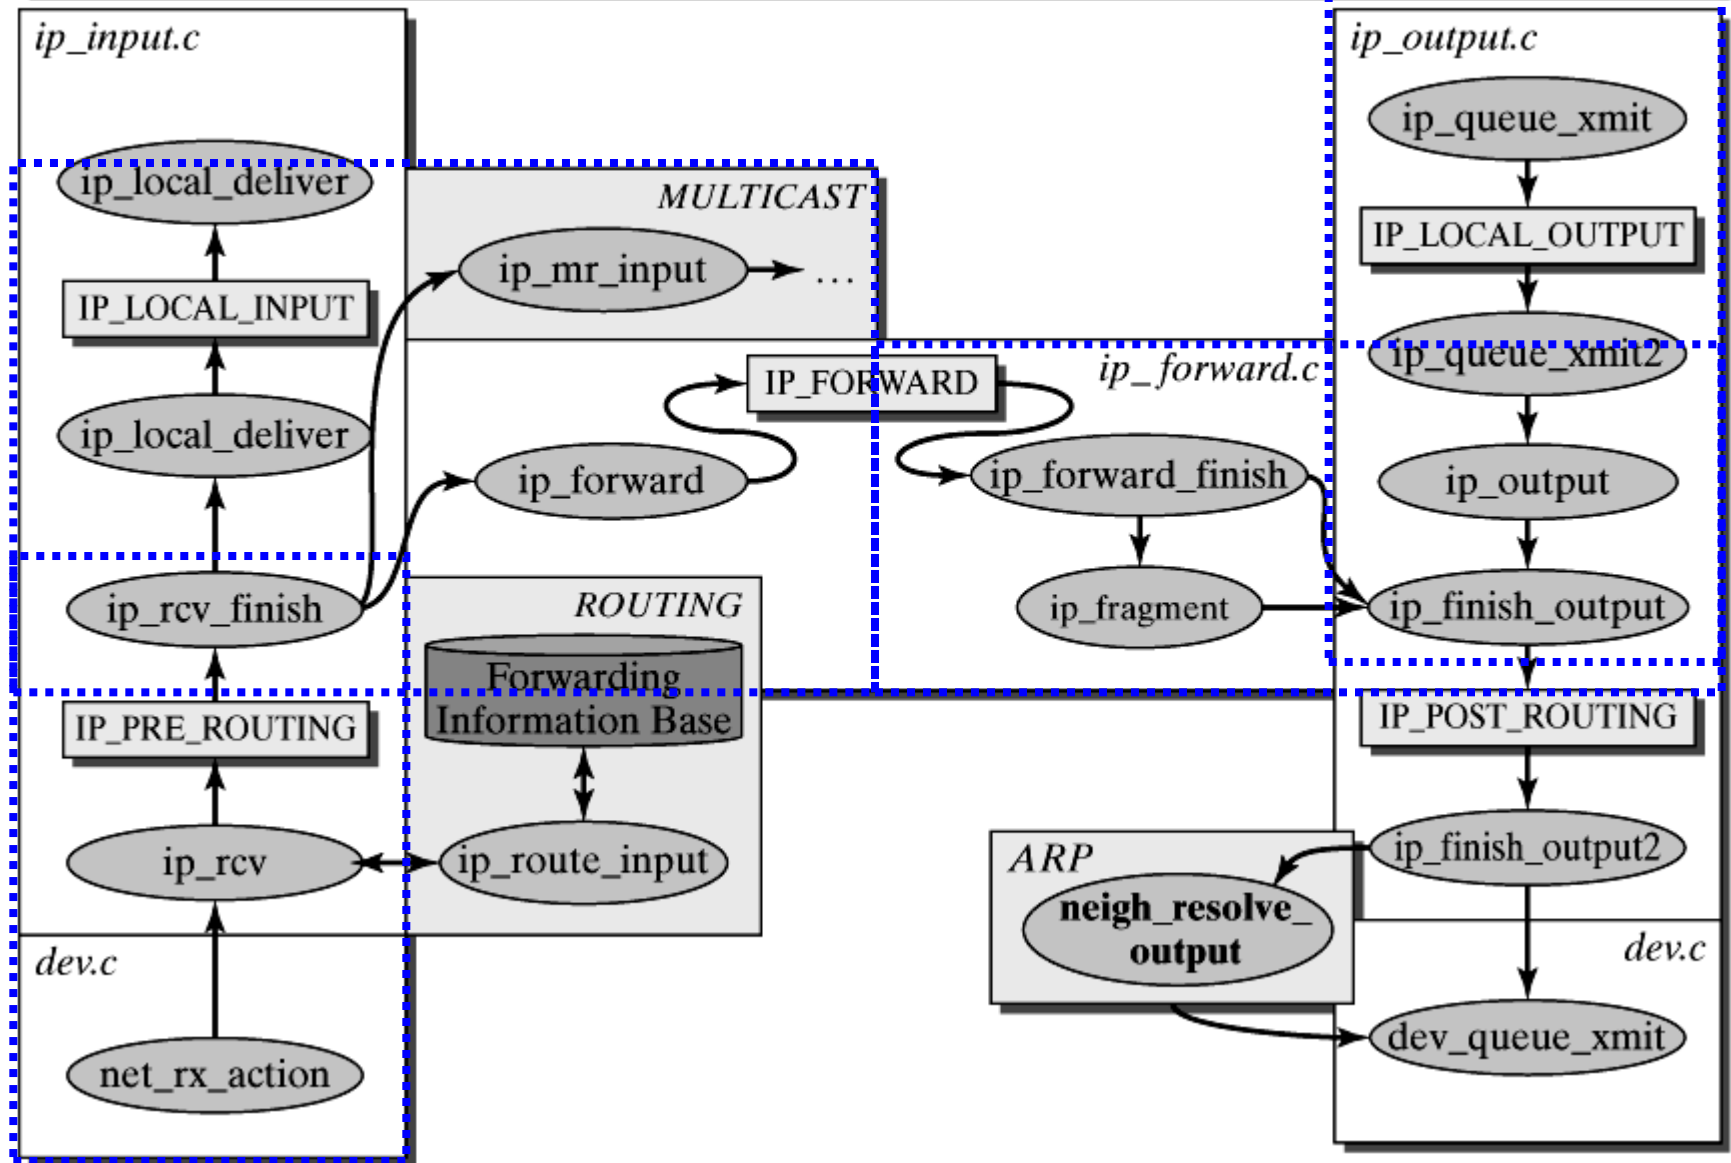 ip_input.c
ip_local_deliver
IP_LOCAL_INPUT
ip_local_deliver
ip_rcv_finish
IP_PRE_ROUTING
ip_rcv
dev.c
net_rx_action
MULTICAST
ip_mr_input
...
IP_FORWARD
ip_forward
ROUTING
Forwarding
Information Base
ip_route_input
ip_forward.c
ip_forward_finish
ip_fragment
ARP
neigh_resolve_
output
ip_output.c
ip_queue_xmit
IP_LOCAL_OUTPUT
ip_queue_xmit2
ip_output
ip_finish_output
IP_POST_ROUTING
ip_finish_output2
dev.c
dev_queue_xmit